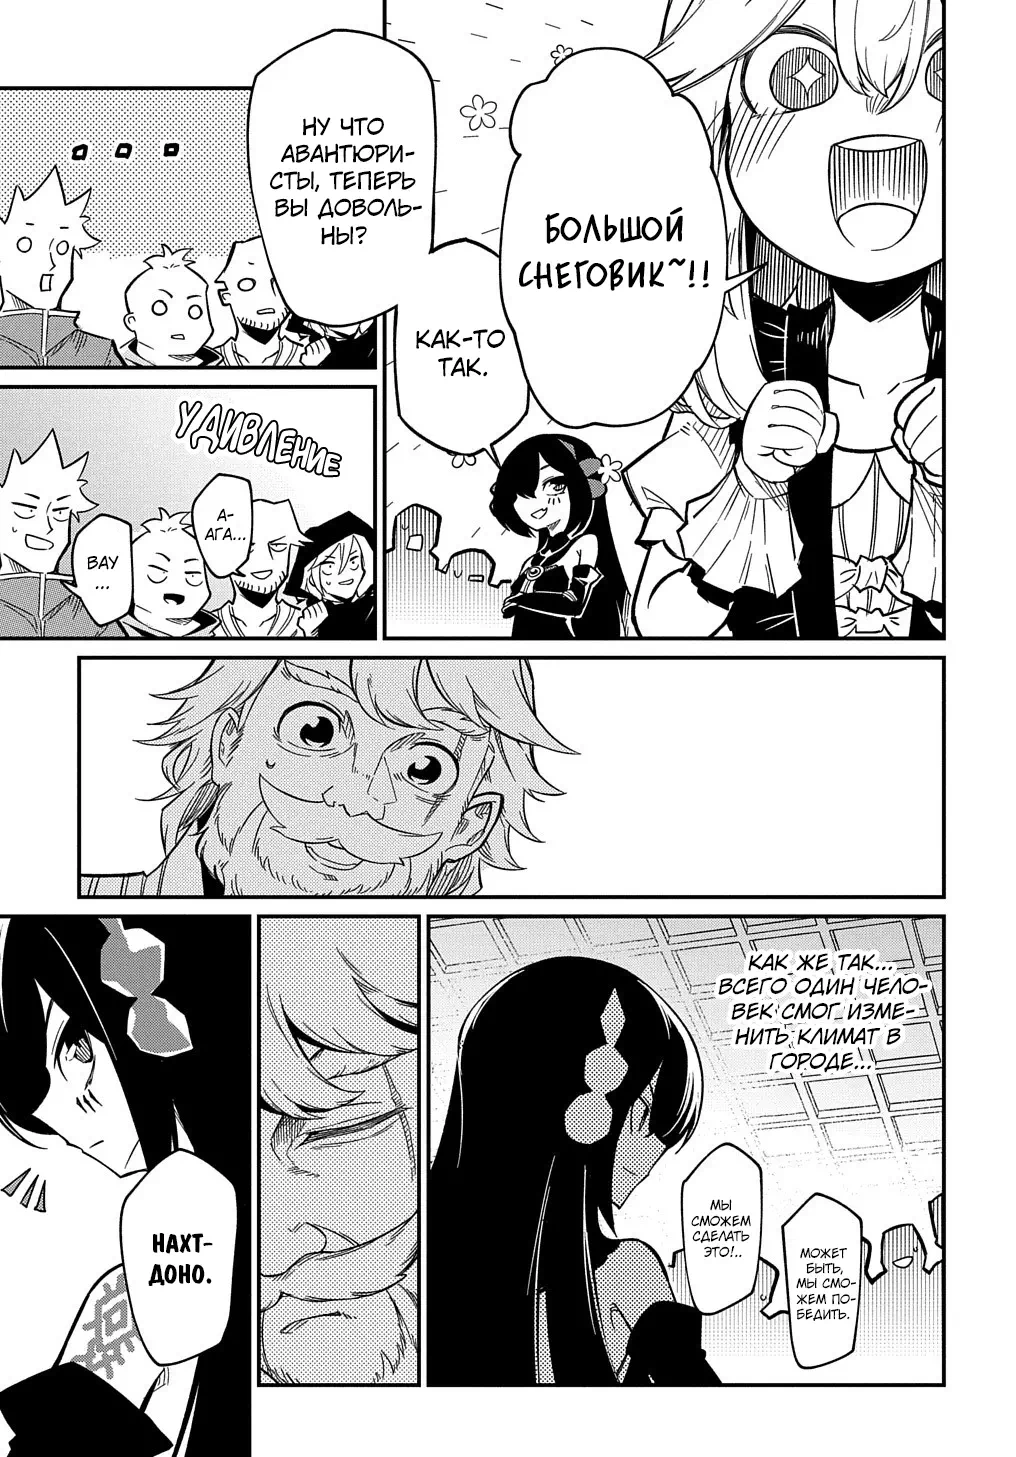 БОЛЬШОЙ
СНЕГОВИК~!!
НУ ЧТО
АВАНТЮРИ-
СТЫ, ТЕПЕРЬ
ВЫ ДОВОЛЬ-
НЫ?
КАК-ТО
ТАК.
УДИВЛЕНИЕ
А-
АГА...
ВАУ
...
КАК ЖЕ ТАК...
ВСЕГО ОДИН ЧЕЛО-
ВЕК СМОГ ИЗМЕ-
НИТЬ КЛИМАТ В
ГОРОДЕ...
МОЖЕТ
БЫТЬ,
МЫ СМО-
ЖЕМ ПО-
БЕДИТЬ.
МЫ
СМОЖЕМ
СДЕЛАТЬ
ЭТО!..
НАХТ-
ДОНО.